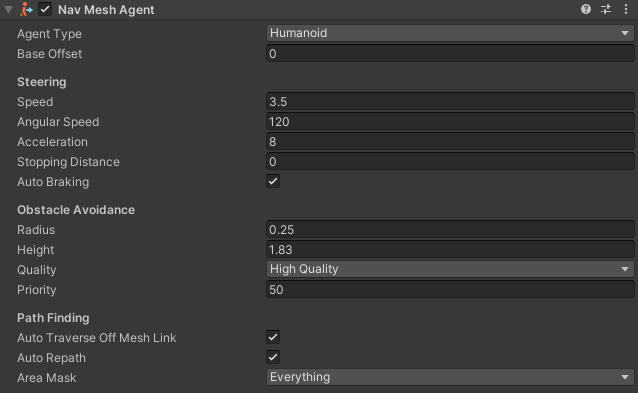 Nav Mesh Agent
Agent Type Humanoid
Base Offset 0
Steering
Speed 3.5
Angular Speed 120
Acceleration 8
Stopping Distance 0
Auto Braking
Obstacle Avoidance
Radius 0.25
Height 1.83
Quality High Quality
Priority 50
Path Finding
Auto Traverse Off Mesh Link
Auto Repath
Area Mask Everything